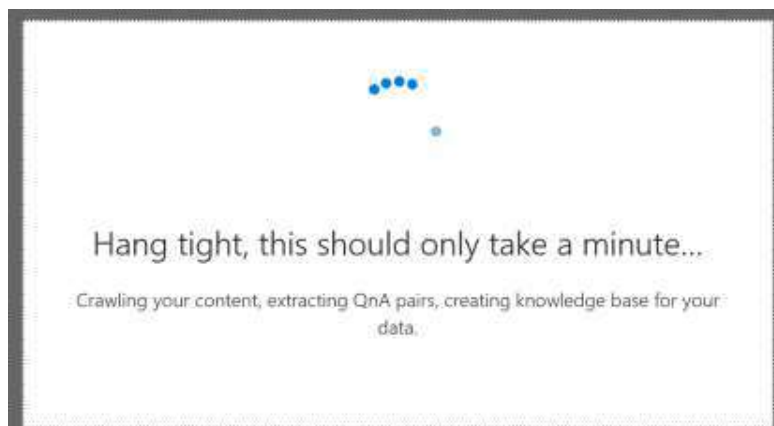 Hang tight, this should only take a minute...
Crawling your content, extracting QnA pairs, creating knowledge base for your
data.